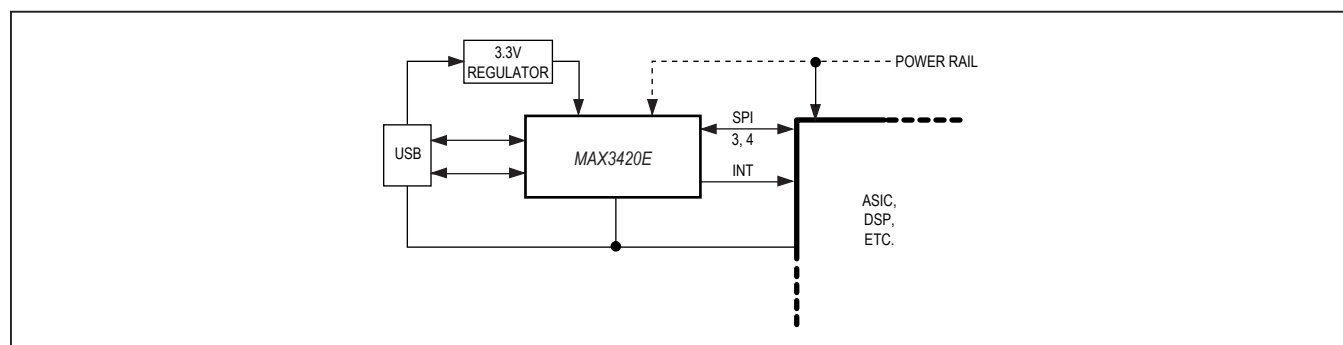 3.3V
REGULATOR
POWER RAIL
USB
MAX3420E
SPI
3, 4
INT
ASIC,
DSP,
ETC.